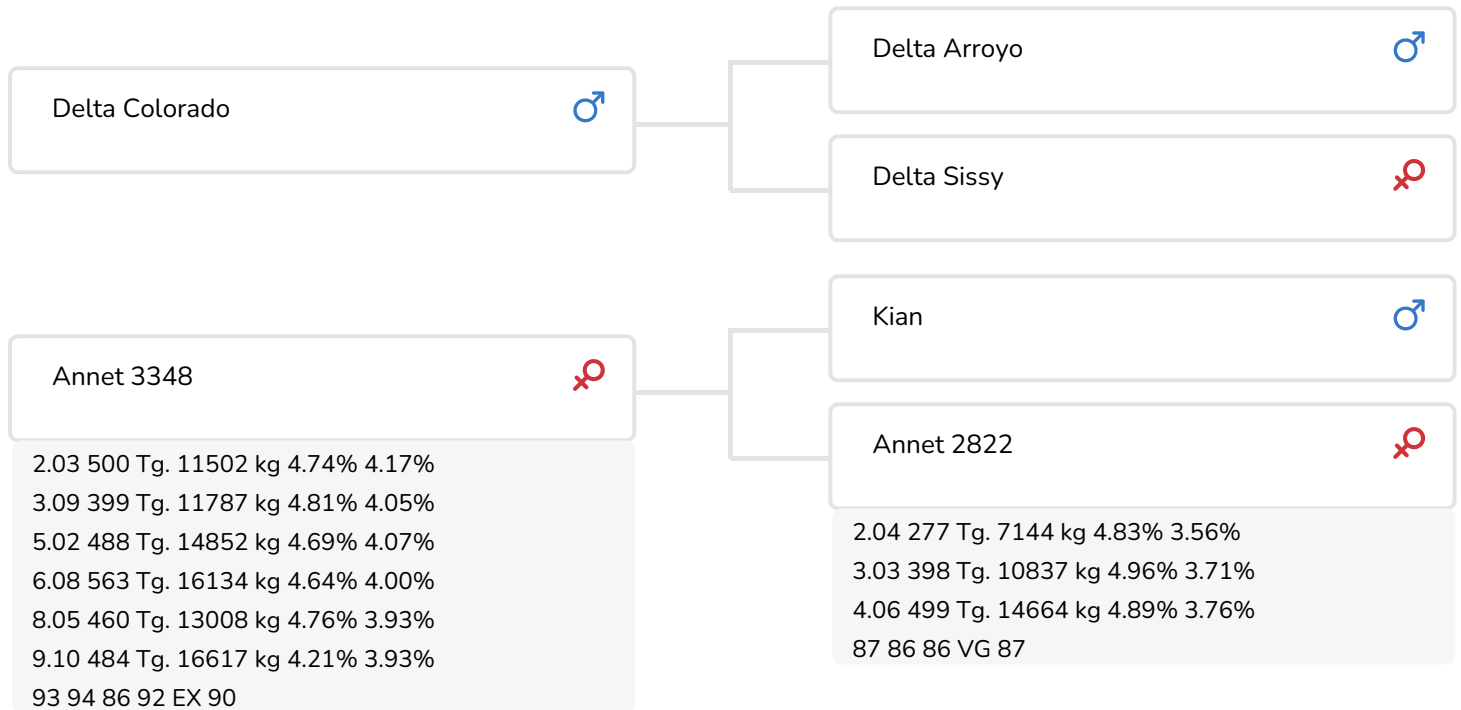 Delta Colorado
Delta Arroyo
Delta Sissy
Annet 3348
2.03 500 Tg. 11502 kg 4.74% 4.17%
3.09 399 Tg. 11787 kg 4.81% 4.05%
5.02 488 Tg. 14852 kg 4.69% 4.07%
6.08 563 Tg. 16134 kg 4.64% 4.00%
8.05 460 Tg. 13008 kg 4.76% 3.93%
9.10 484 Tg. 16617 kg 4.21% 3.93%
93 94 86 92 EX 90
Kian
Annet 2822
2.04 277 Tg. 7144 kg 4.83% 3.56%
3.03 398 Tg. 10837 kg 4.96% 3.71%
4.06 499 Tg. 14664 kg 4.89% 3.76%
87 86 86 VG 87